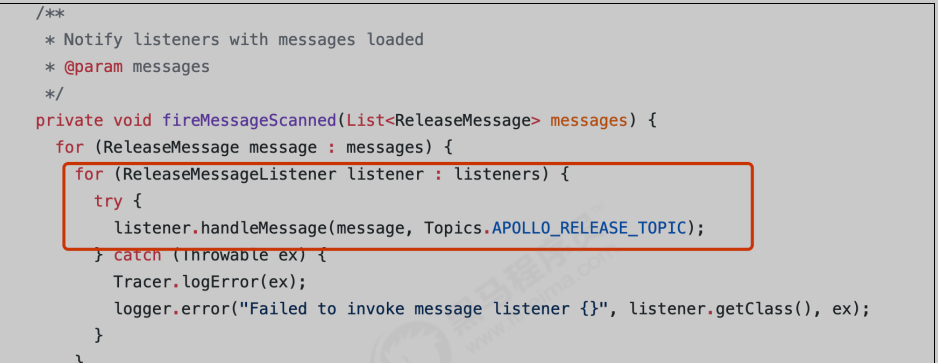 /**
 * Notify listeners with messages loaded
 * @param messages
 */
private void fireMessageScanned(List<ReleaseMessage> messages) {
  for (ReleaseMessage message : messages) {
    for (ReleaseMessageListener listener : listeners) {
      try {
        listener.handleMessage(message, Topics.APOLLO_RELEASE_TOPIC);
      } catch (Throwable ex) {
        Tracer.logError(ex);
        logger.error("Failed to invoke message listener {}", listener.getClass(), ex);
      }
    }